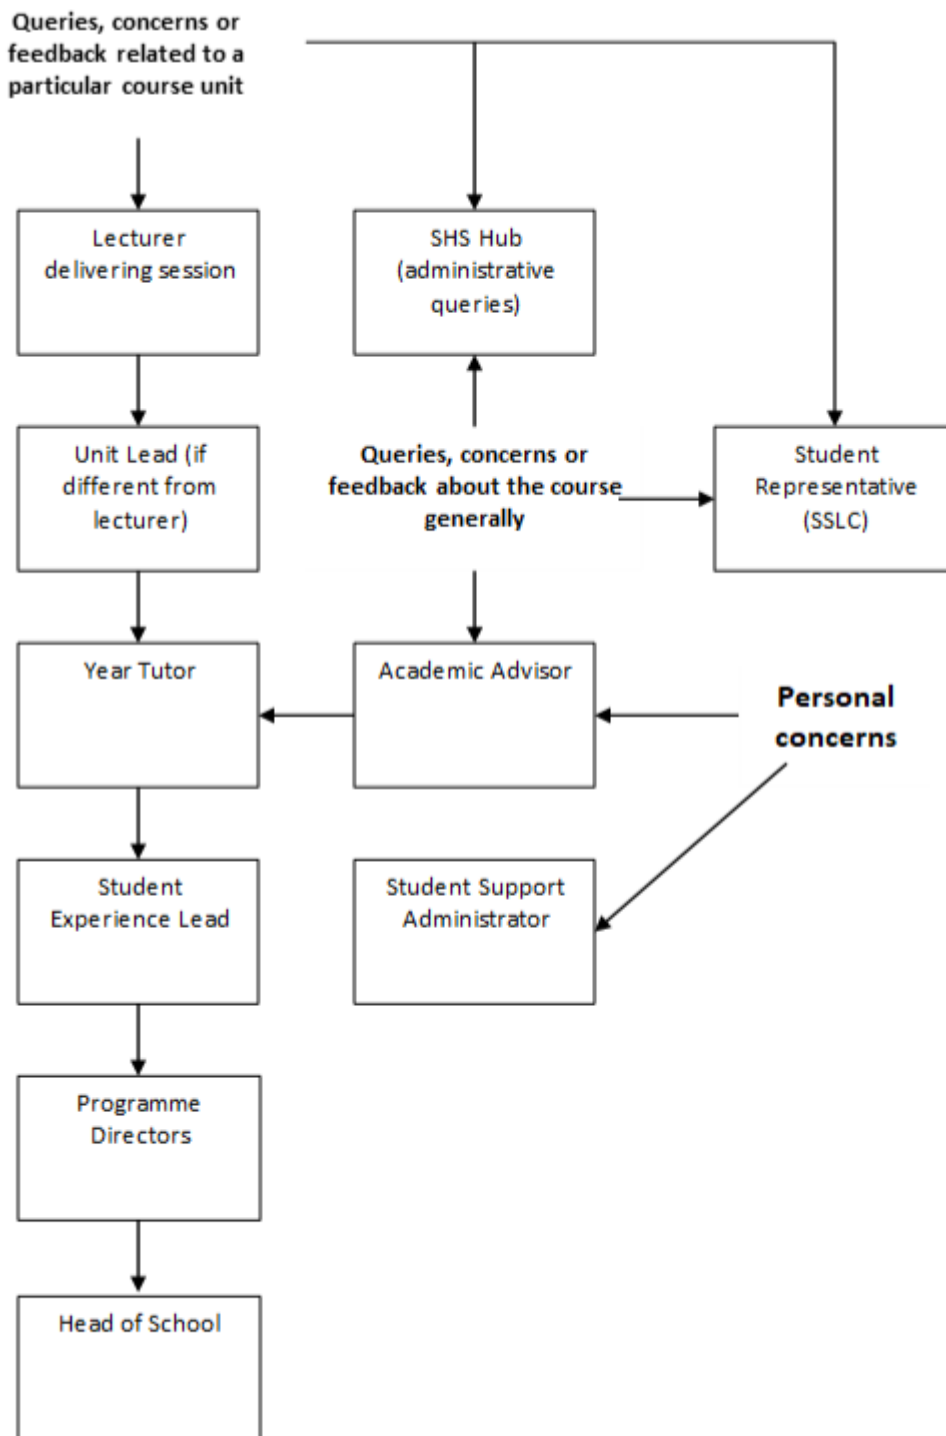 Queries, concerns or
feedback related to a
particular course unit
Lecturer
delivering session
SHS Hub
(administrative
queries)
Unit Lead (if
different from
lecturer)
Queries, concerns or
feedback about the course
generally
Student
Representative
(SSLC)
Year Tutor
Academic Advisor
Personal
concerns
Student
Experience Lead
Student Support
Administrator
Programme
Directors
Head of School